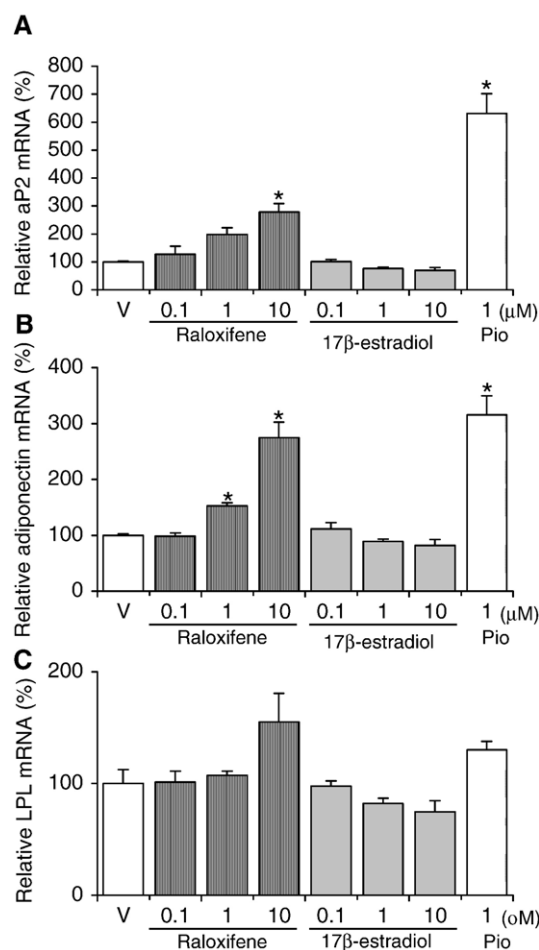 A
Relative aP2 mRNA (%)
800
700
600
500
400
300
200
100
0
*
*
V 0.1 1 10 0.1 1 10 1 (μM)
Raloxifene 17β-estradiol Pio
B
Relative adiponectin mRNA (%)
400
300
200
100
0
*
*
*
V 0.1 1 10 0.1 1 10 1 (μM)
Raloxifene 17β-estradiol Pio
C
Relative LPL mRNA (%)
200
100
0
V 0.1 1 10 0.1 1 10 1 (oM)
Raloxifene 17β-estradiol Pio